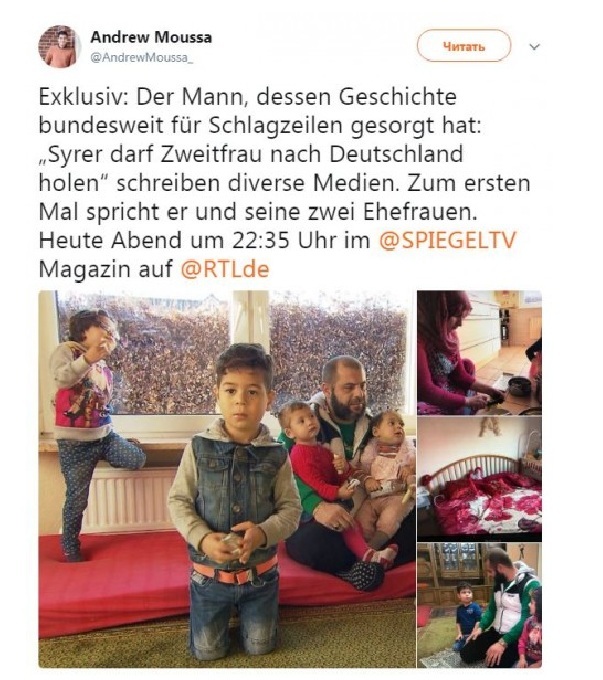 Andrew Moussa
@AndrewMoussa_
Читать
Exklusiv: Der Mann, dessen Geschichte
bundesweit für Schlagzeilen gesorgt hat:
„Syrer darf Zweitfrau nach Deutschland
holen“ schreiben diverse Medien. Zum ersten
Mal spricht er und seine zwei Ehefrauen.
Heute Abend um 22:35 Uhr im @SPIEGELTV
Magazin auf @RTLde